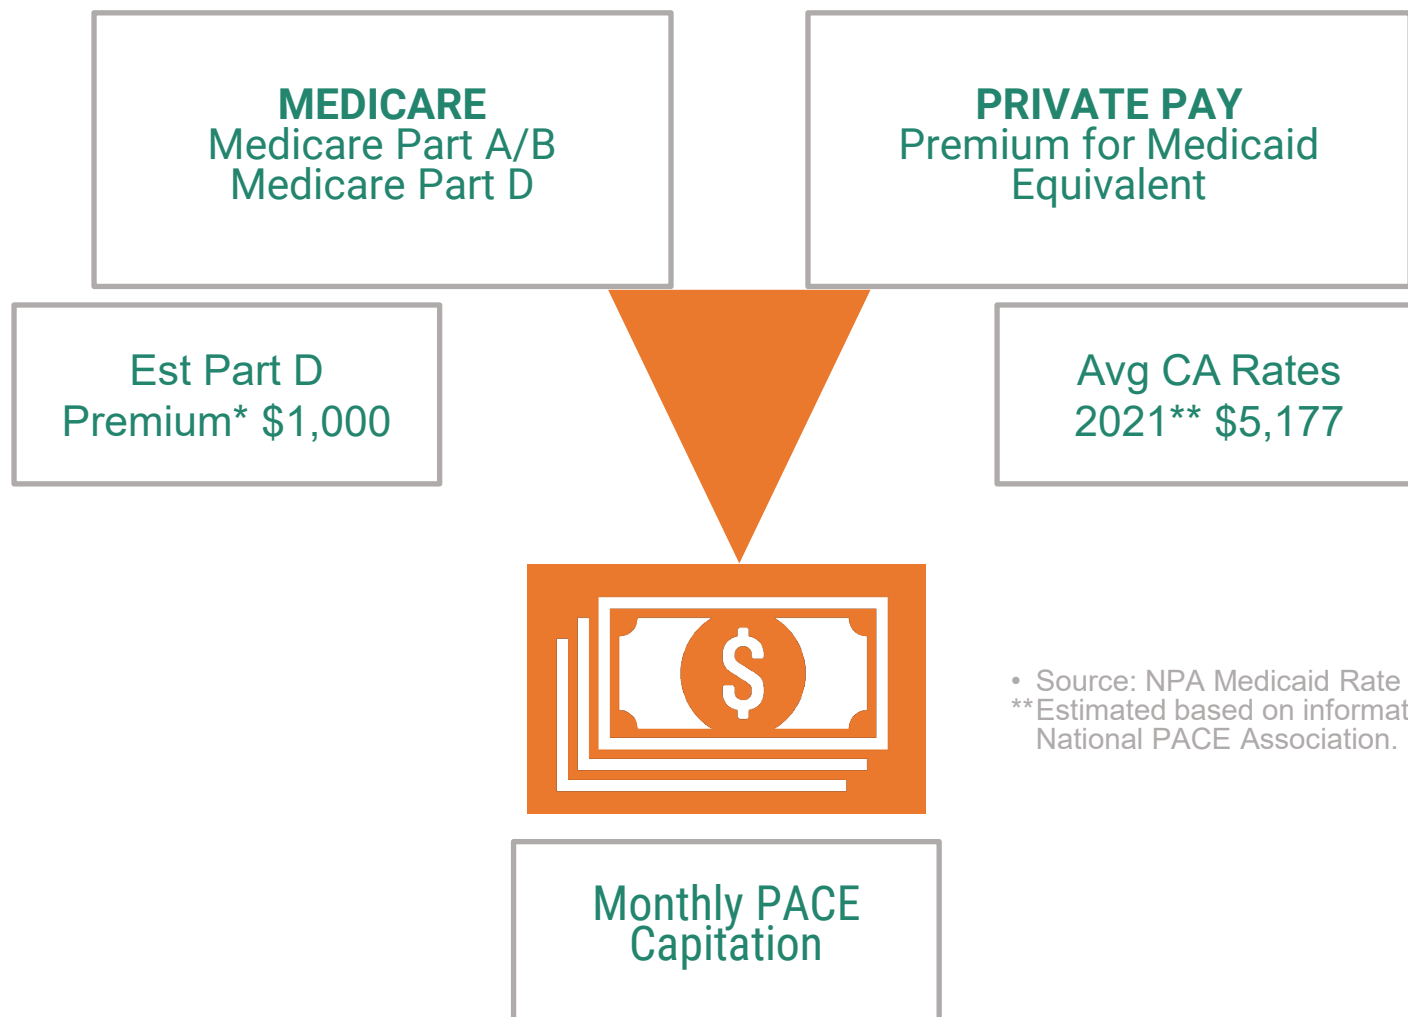 MEDICARE
Medicare Part A/B
Medicare Part D
PRIVATE PAY
Premium for Medicaid
Equivalent
Est Part D
Premium* $1,000
Avg CA Rates
2021** $5,177
$
• Source: NPA Medicaid Rate
**Estimated based on informat
National PACE Association.
Monthly PACE
Capitation